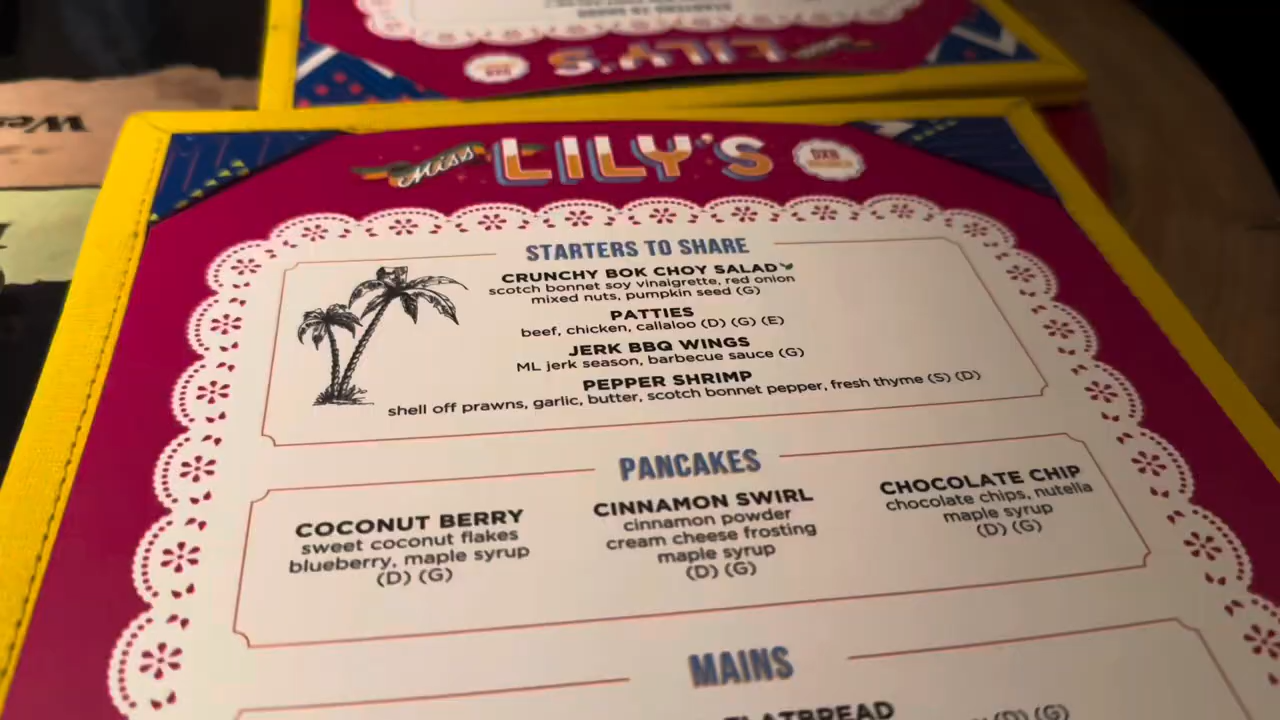 Miss LILY'S DXB
STARTERS TO SHARE
CRUNCHY BOK CHOY SALAD
scotch bonnet soy vinaigrette, red onion
mixed nuts, pumpkin seed (G)
PATTIES
beef, chicken, callaloo (D) (G) (E)
JERK BBQ WINGS
ML jerk season, barbecue sauce (G)
PEPPER SHRIMP
shell off prawns, garlic, butter, scotch bonnet pepper, fresh thyme (S) (D)
PANCAKES
COCONUT BERRY
sweet coconut flakes
blueberry, maple syrup
(D) (G)
CINNAMON SWIRL
cinnamon powder
cream cheese frosting
maple syrup
(D) (G)
CHOCOLATE CHIP
chocolate chips, nutella
maple syrup
(D) (G)
MAINS
FLATBREAD
(D) (G)
LILY'S